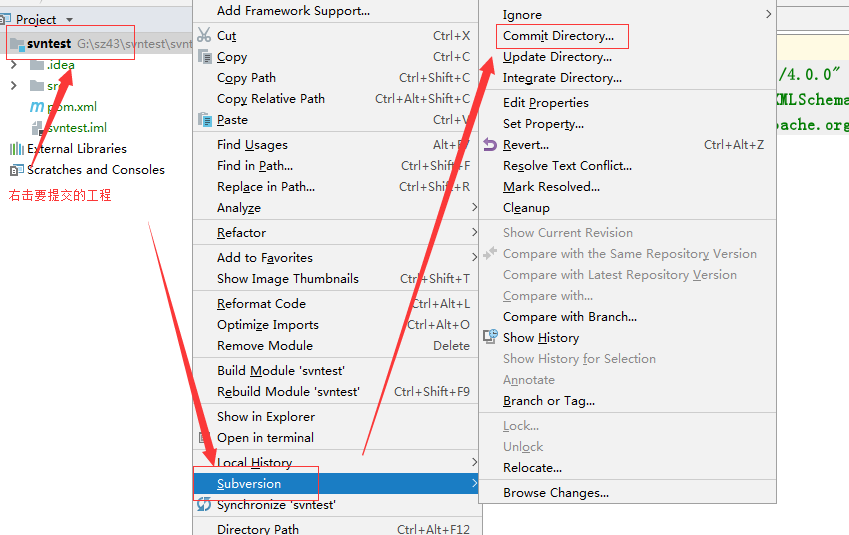 Project
svntest G:\sz43\svntest\svnt
.idea
pom.xml
svntest.iml
External Libraries
Scratches and Consoles
右击要提交的工程
Add Framework Support...
Cut Ctrl+X
Copy Ctrl+C
Copy Path Ctrl+Shift+C
Copy Relative Path Ctrl+Alt+Shift+C
Paste
Find Usages
Find in Path... Ctrl+Shift+F
Replace in Path... Ctrl+Shift+R
Analyze
Refactor
Add to Favorites
Show Image Thumbnails Ctrl+Shift+T
Reformat Code Ctrl+Alt+L
Optimize Imports Ctrl+Alt+O
Remove Module Delete
Build Module 'svntest'
Rebuild Module 'svntest' Ctrl+Shift+F9
Show in Explorer
Open in terminal
Local History
Subversion
Synchronize 'svntest'
Directory Path Ctrl+Alt+F12
Ignore
Commit Directory...
Update Directory...
Integrate Directory...
Edit Properties
Set Property...
Revert... Ctrl+Alt+Z
Resolve Text Conflict...
Mark Resolved...
Cleanup
Show Current Revision
Compare with the Same Repository Version
Compare with Latest Repository Version
Compare with...
Compare with Branch...
Show History
Show History for Selection
Annotate
Branch or Tag...
Lock...
Unlock
Relocate...
Browse Changes...
/4.0.0"
XMLSchema
pache.org